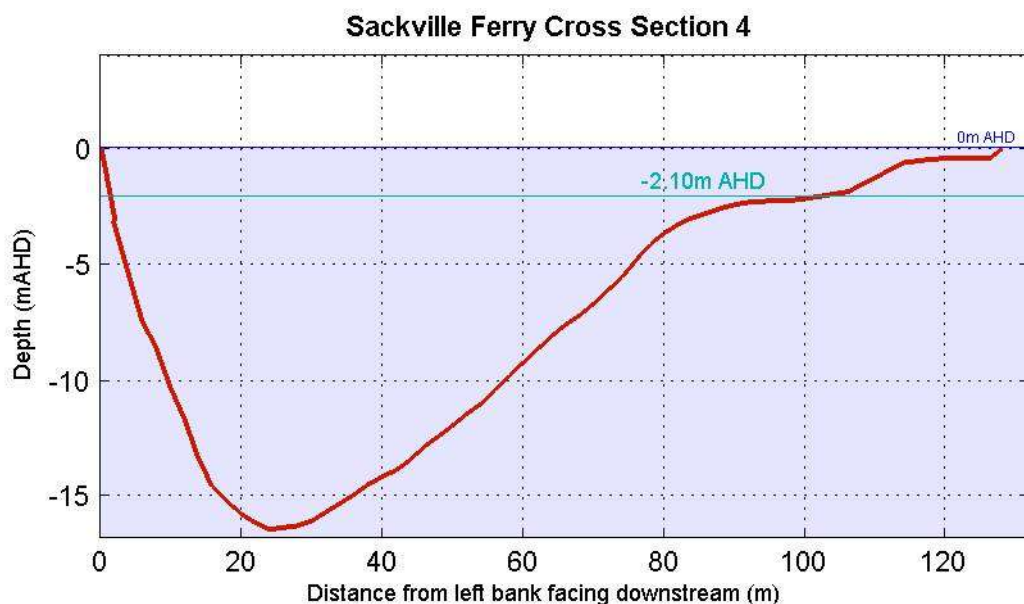 Sackville Ferry Cross Section 4
0m AHD
-2.10m AHD
Depth (mAHD)
0
-5
-10
-15
0 20 40 60 80 100 120
Distance from left bank facing downstream (m)